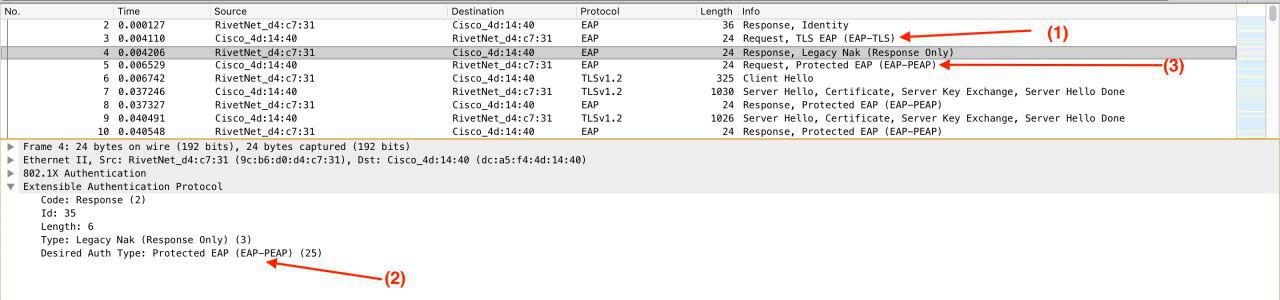 No. Time Source Destination Protocol Length Info
2 0.000127 RivetNet_d4:c7:31 Cisco_4d:14:40 EAP 36 Response, Identity
3 0.004110 Cisco_4d:14:40 RivetNet_d4:c7:31 EAP 24 Request, TLS EAP (EAP-TLS) (1)
4 0.004206 RivetNet_d4:c7:31 Cisco_4d:14:40 EAP 24 Response, Legacy Nak (Response Only)
5 0.006529 Cisco_4d:14:40 RivetNet_d4:c7:31 EAP 24 Request, Protected EAP (EAP-PEAP) (3)
6 0.006742 RivetNet_d4:c7:31 Cisco_4d:14:40 TLSv1.2 325 Client Hello
7 0.037246 Cisco_4d:14:40 RivetNet_d4:c7:31 TLSv1.2 1030 Server Hello, Certificate, Server Key Exchange, Server Hello Done
8 0.037327 RivetNet_d4:c7:31 Cisco_4d:14:40 EAP 24 Response, Protected EAP (EAP-PEAP)
9 0.040491 Cisco_4d:14:40 RivetNet_d4:c7:31 TLSv1.2 1026 Server Hello, Certificate, Server Key Exchange, Server Hello Done
10 0.040548 RivetNet_d4:c7:31 Cisco_4d:14:40 EAP 24 Response, Protected EAP (EAP-PEAP)
Frame 4: 24 bytes on wire (192 bits), 24 bytes captured (192 bits)
Ethernet II, Src: RivetNet_d4:c7:31 (9c:b6:d0:d4:c7:31), Dst: Cisco_4d:14:40 (dc:a5:f4:4d:14:40)
802.1X Authentication
Extensible Authentication Protocol
Code: Response (2)
Id: 35
Length: 6
Type: Legacy Nak (Response Only) (3)
Desired Auth Type: Protected EAP (EAP-PEAP) (25)
(2)